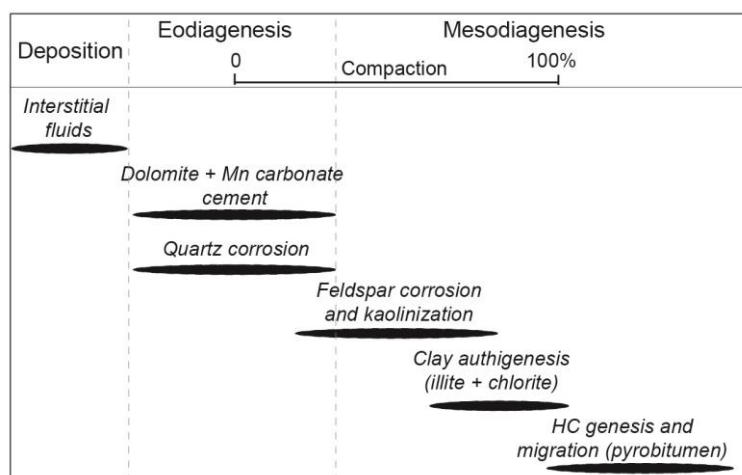 Deposition
Eodiagenesis
Mesodiagenesis
0
Compaction
100%
Interstitial
fluids
Dolomite + Mn carbonate
cement
Quartz corrosion
Feldspar corrosion
and kaolinization
Clay authigenesis
(illite + chlorite)
HC genesis and
migration (pyrobitumen)